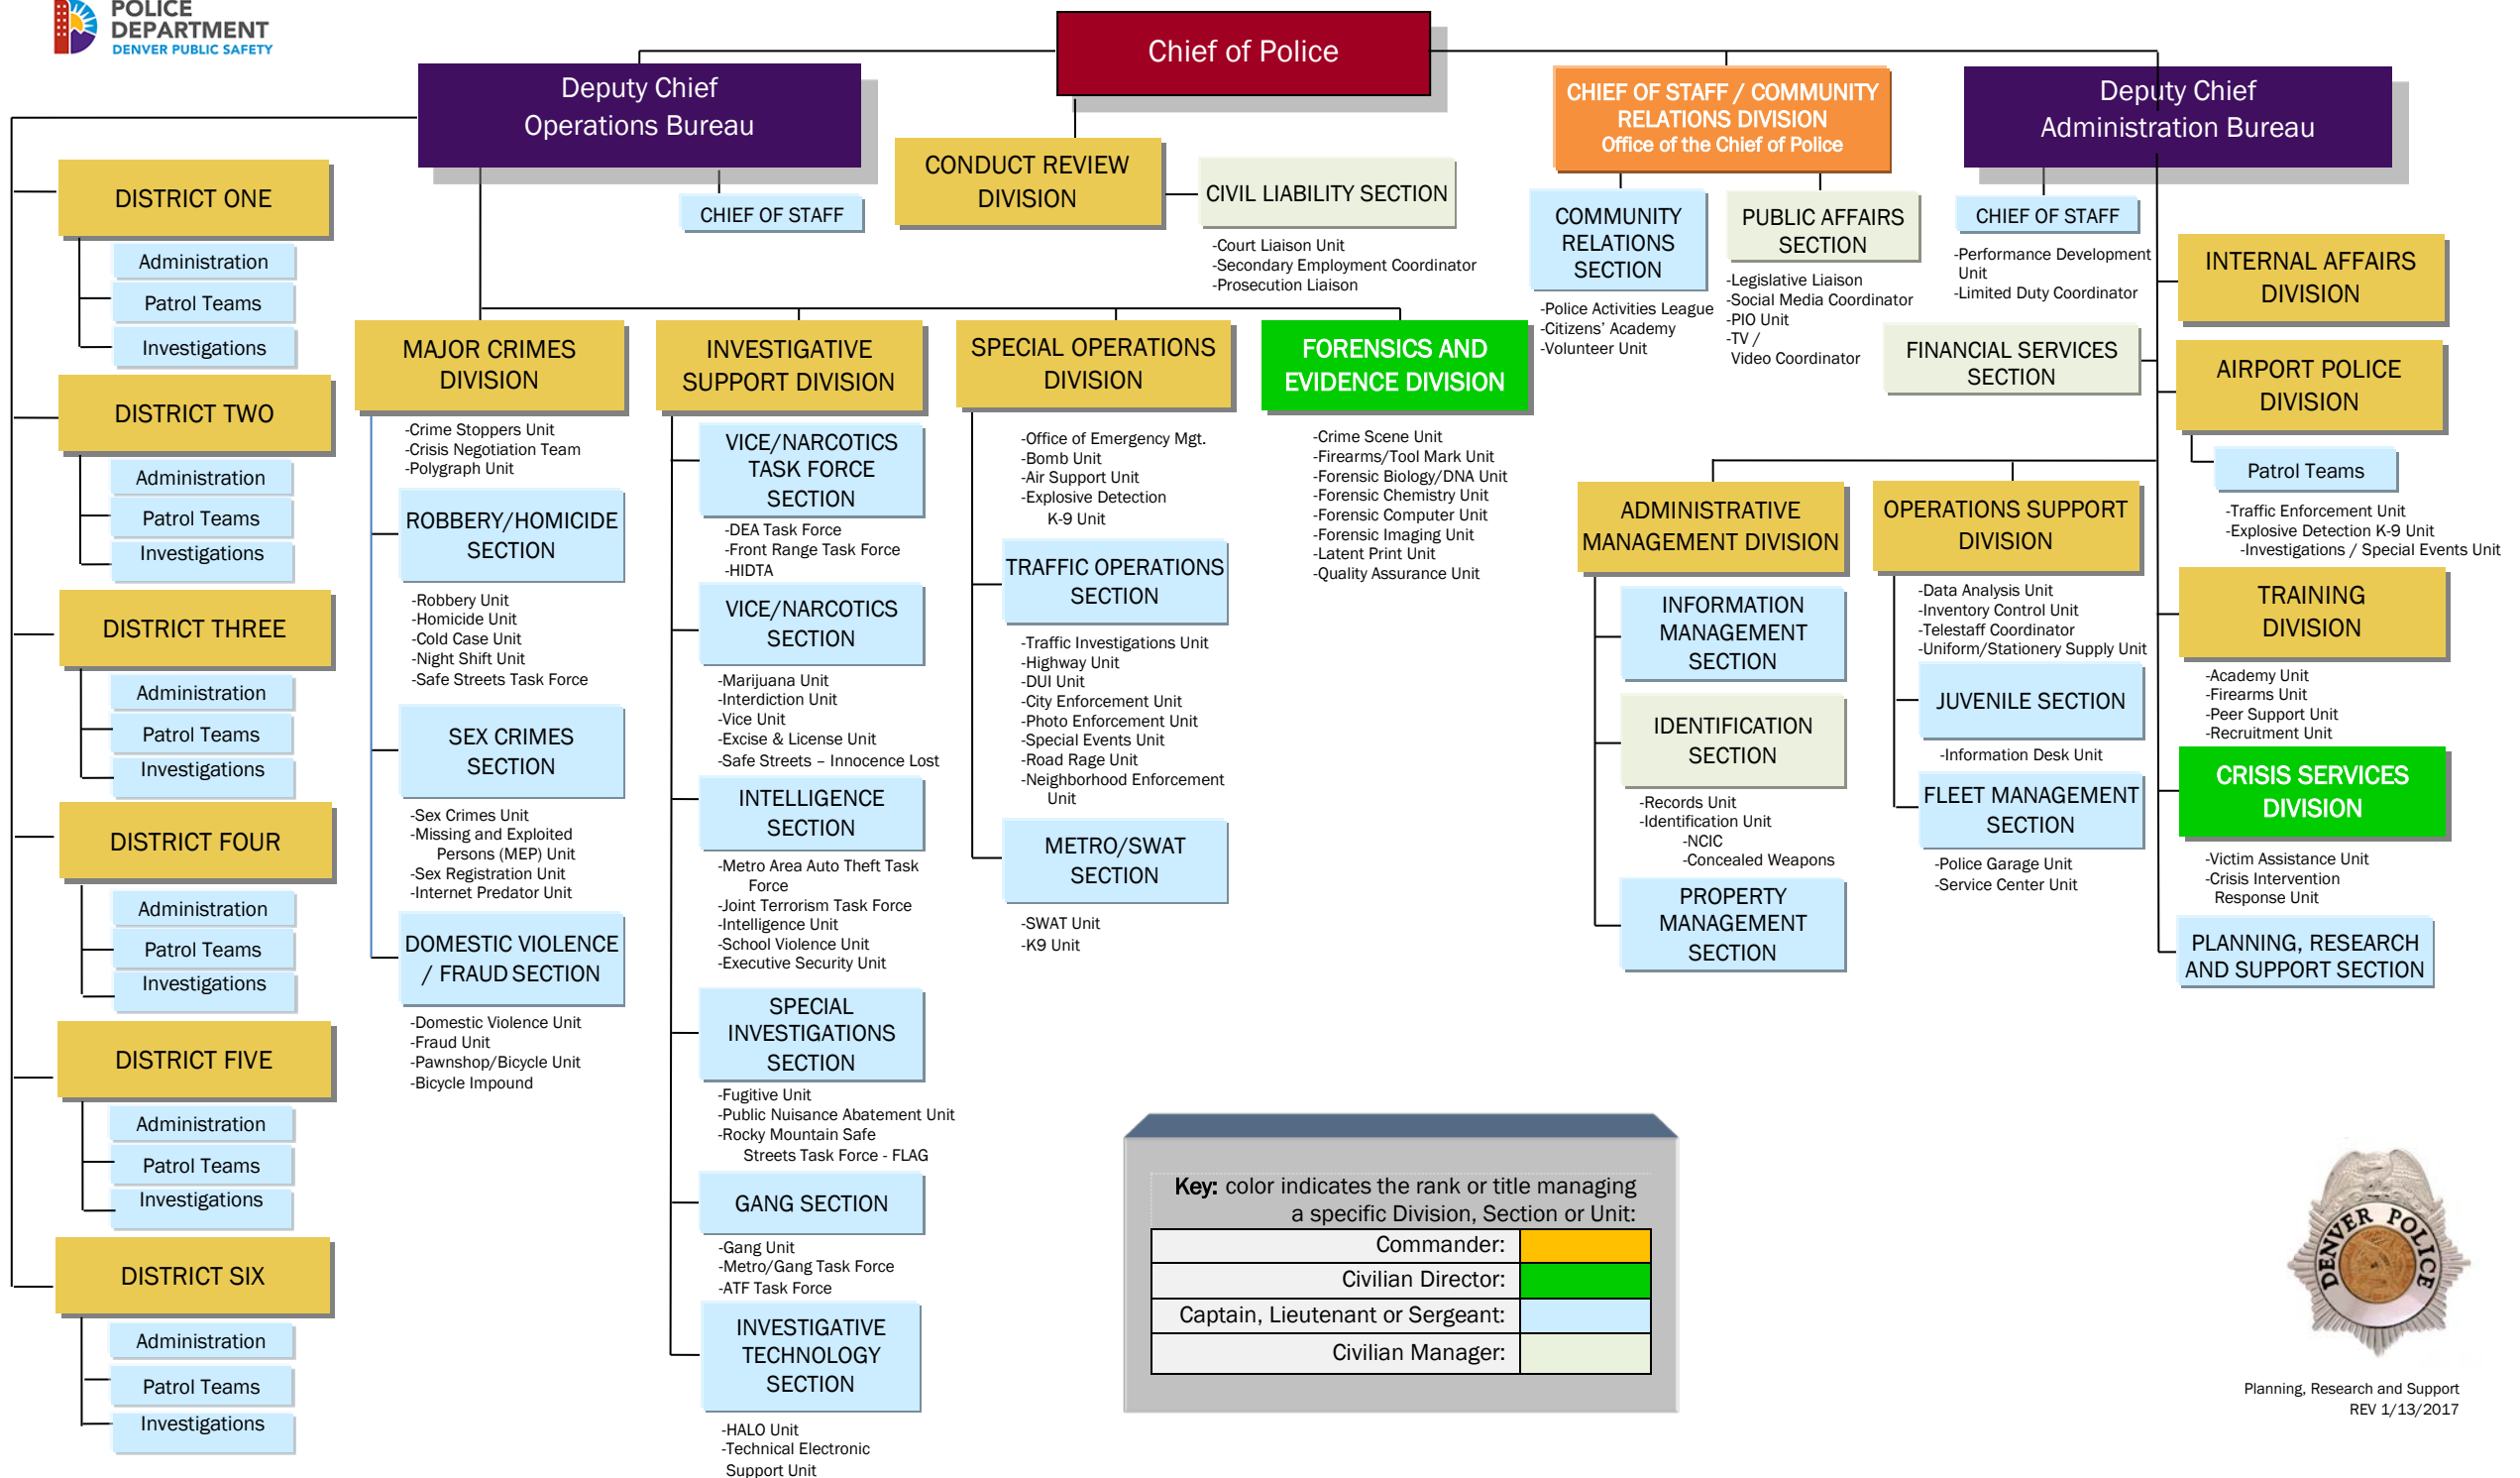 POLICE
DEPARTMENT
DENVER PUBLIC SAFETY
Chief of Police
Deputy Chief
Operations Bureau
CHIEF OF STAFF
CONDUCT REVIEW
DIVISION
CIVIL LIABILITY SECTION
-Court Liaison Unit
-Secondary Employment Coordinator
-Prosecution Liaison
CHIEF OF STAFF / COMMUNITY
RELATIONS DIVISION
Office of the Chief of Police
COMMUNITY
RELATIONS
SECTION
-Police Activities League
-Citizens' Academy
-Volunteer Unit
PUBLIC AFFAIRS
SECTION
-Legislative Liaison
-Social Media Coordinator
-PIO Unit
-TV /
Video Coordinator
Deputy Chief
Administration Bureau
CHIEF OF STAFF
-Performance Development
Unit
-Limited Duty Coordinator
FINANCIAL SERVICES
SECTION
INTERNAL AFFAIRS
DIVISION
AIRPORT POLICE
DIVISION
Patrol Teams
-Traffic Enforcement Unit
-Explosive Detection K-9 Unit
-Investigations / Special Events Unit
TRAINING
DIVISION
-Academy Unit
-Firearms Unit
-Peer Support Unit
-Recruitment Unit
CRISIS SERVICES
DIVISION
-Victim Assistance Unit
-Crisis Intervention
Response Unit
PLANNING, RESEARCH
AND SUPPORT SECTION
DISTRICT ONE
Administration
Patrol Teams
Investigations
DISTRICT TWO
Administration
Patrol Teams
Investigations
DISTRICT THREE
Administration
Patrol Teams
Investigations
DISTRICT FOUR
Administration
Patrol Teams
Investigations
DISTRICT FIVE
Administration
Patrol Teams
Investigations
DISTRICT SIX
Administration
Patrol Teams
Investigations
MAJOR CRIMES
DIVISION
-Crime Stoppers Unit
-Crisis Negotiation Team
-Polygraph Unit
ROBBERY/HOMICIDE
SECTION
-Robbery Unit
-Homicide Unit
-Cold Case Unit
-Night Shift Unit
-Safe Streets Task Force
SEX CRIMES
SECTION
-Sex Crimes Unit
-Missing and Exploited
Persons (MEP) Unit
-Sex Registration Unit
-Internet Predator Unit
DOMESTIC VIOLENCE
/ FRAUD SECTION
-Domestic Violence Unit
-Fraud Unit
-Pawnshop/Bicycle Unit
-Bicycle Impound
INVESTIGATIVE
SUPPORT DIVISION
VICE/NARCOTICS
TASK FORCE
SECTION
-DEA Task Force
-Front Range Task Force
-HIDTA
VICE/NARCOTICS
SECTION
-Marijuana Unit
-Interdiction Unit
-Vice Unit
-Excise & License Unit
-Safe Streets – Innocence Lost
INTELLIGENCE
SECTION
-Metro Area Auto Theft Task
Force
-Joint Terrorism Task Force
-Intelligence Unit
-School Violence Unit
-Executive Security Unit
SPECIAL
INVESTIGATIONS
SECTION
-Fugitive Unit
-Public Nuisance Abatement Unit
-Rocky Mountain Safe
Streets Task Force - FLAG
GANG SECTION
-Gang Unit
-Metro/Gang Task Force
-ATF Task Force
INVESTIGATIVE
TECHNOLOGY
SECTION
-HALO Unit
-Technical Electronic
Support Unit
SPECIAL OPERATIONS
DIVISION
-Office of Emergency Mgt.
-Bomb Unit
-Air Support Unit
-Explosive Detection
K-9 Unit
TRAFFIC OPERATIONS
SECTION
-Traffic Investigations Unit
-Highway Unit
-DUI Unit
-City Enforcement Unit
-Photo Enforcement Unit
-Special Events Unit
-Road Rage Unit
-Neighborhood Enforcement
Unit
METRO/SWAT
SECTION
-SWAT Unit
-K9 Unit
FORENSICS AND
EVIDENCE DIVISION
-Crime Scene Unit
-Firearms/Tool Mark Unit
-Forensic Biology/DNA Unit
-Forensic Chemistry Unit
-Forensic Computer Unit
-Forensic Imaging Unit
-Latent Print Unit
-Quality Assurance Unit
ADMINISTRATIVE
MANAGEMENT DIVISION
INFORMATION
MANAGEMENT
SECTION
IDENTIFICATION
SECTION
-Records Unit
-Identification Unit
-NCIC
-Concealed Weapons
PROPERTY
MANAGEMENT
SECTION
OPERATIONS SUPPORT
DIVISION
-Data Analysis Unit
-Inventory Control Unit
-Telestaff Coordinator
-Uniform/Stationery Supply Unit
JUVENILE SECTION
-Information Desk Unit
FLEET MANAGEMENT
SECTION
-Police Garage Unit
-Service Center Unit
Key: color indicates the rank or title managing
a specific Division, Section or Unit:
Commander:
Civilian Director:
Captain, Lieutenant or Sergeant:
Civilian Manager:
DENVER POLICE
Planning, Research and Support
REV 1/13/2017